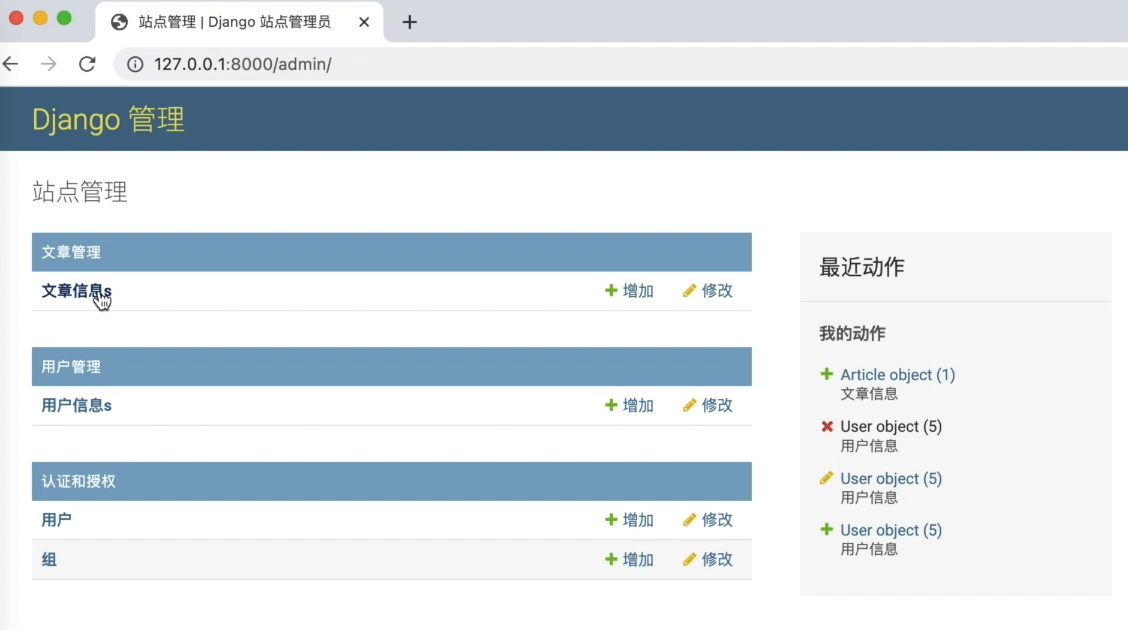 站点管理 | Django 站点管理员
127.0.0.1:8000/admin/
Django 管理
站点管理
文章管理
文章信息s 增加 修改
用户管理
用户信息s 增加 修改
认证和授权
用户 增加 修改
组 增加 修改
最近动作
我的动作
Article object (1)
文章信息
User object (5)
用户信息
User object (5)
用户信息
User object (5)
用户信息